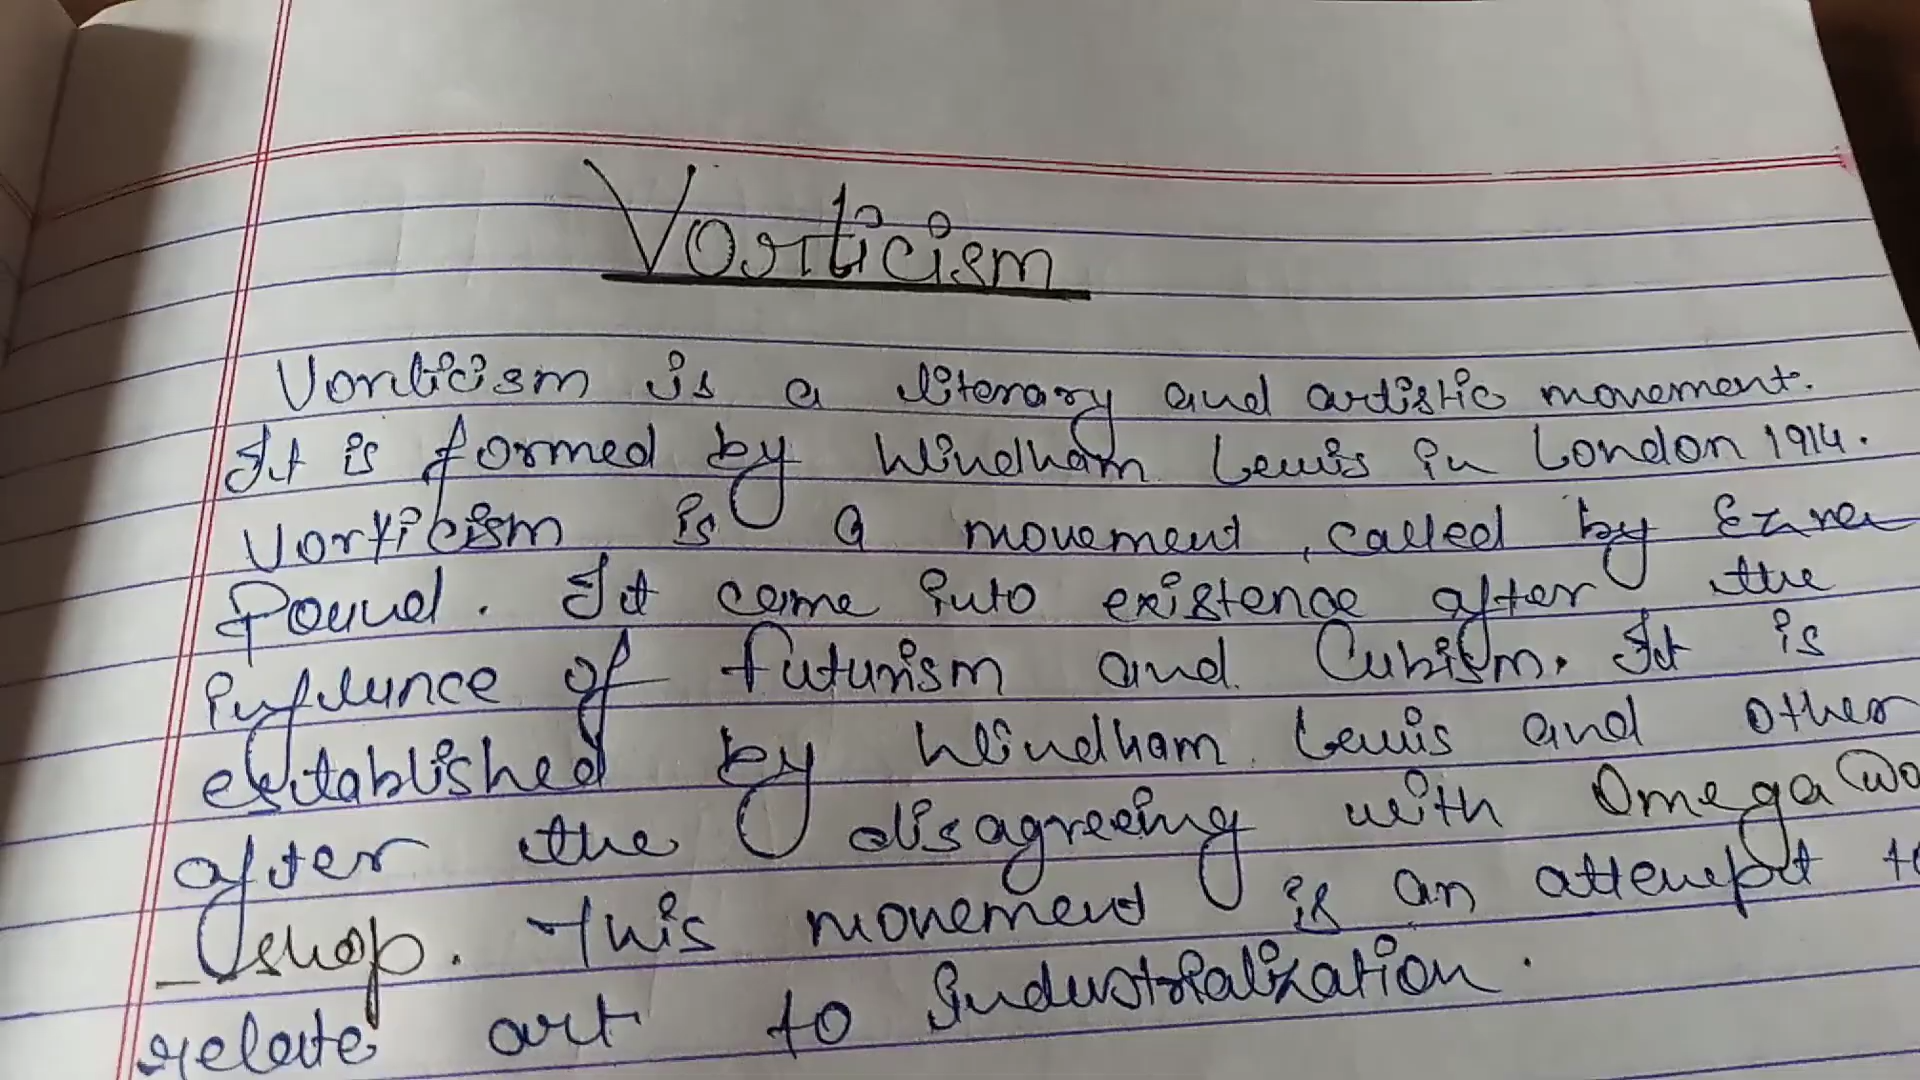 Vorticism
Vorticism is a literary and artistic movement.
It is formed by Windham Lewis in London 1914.
Vorticism is a movement, called by Ezra
Pound. It came into existence after the
influnce of futurism and Cubism. It is
established by Windham Lewis and other
after the disagreeing with Omega Wo
_shop. This movement is an attempt to
relate art to Industrialization.